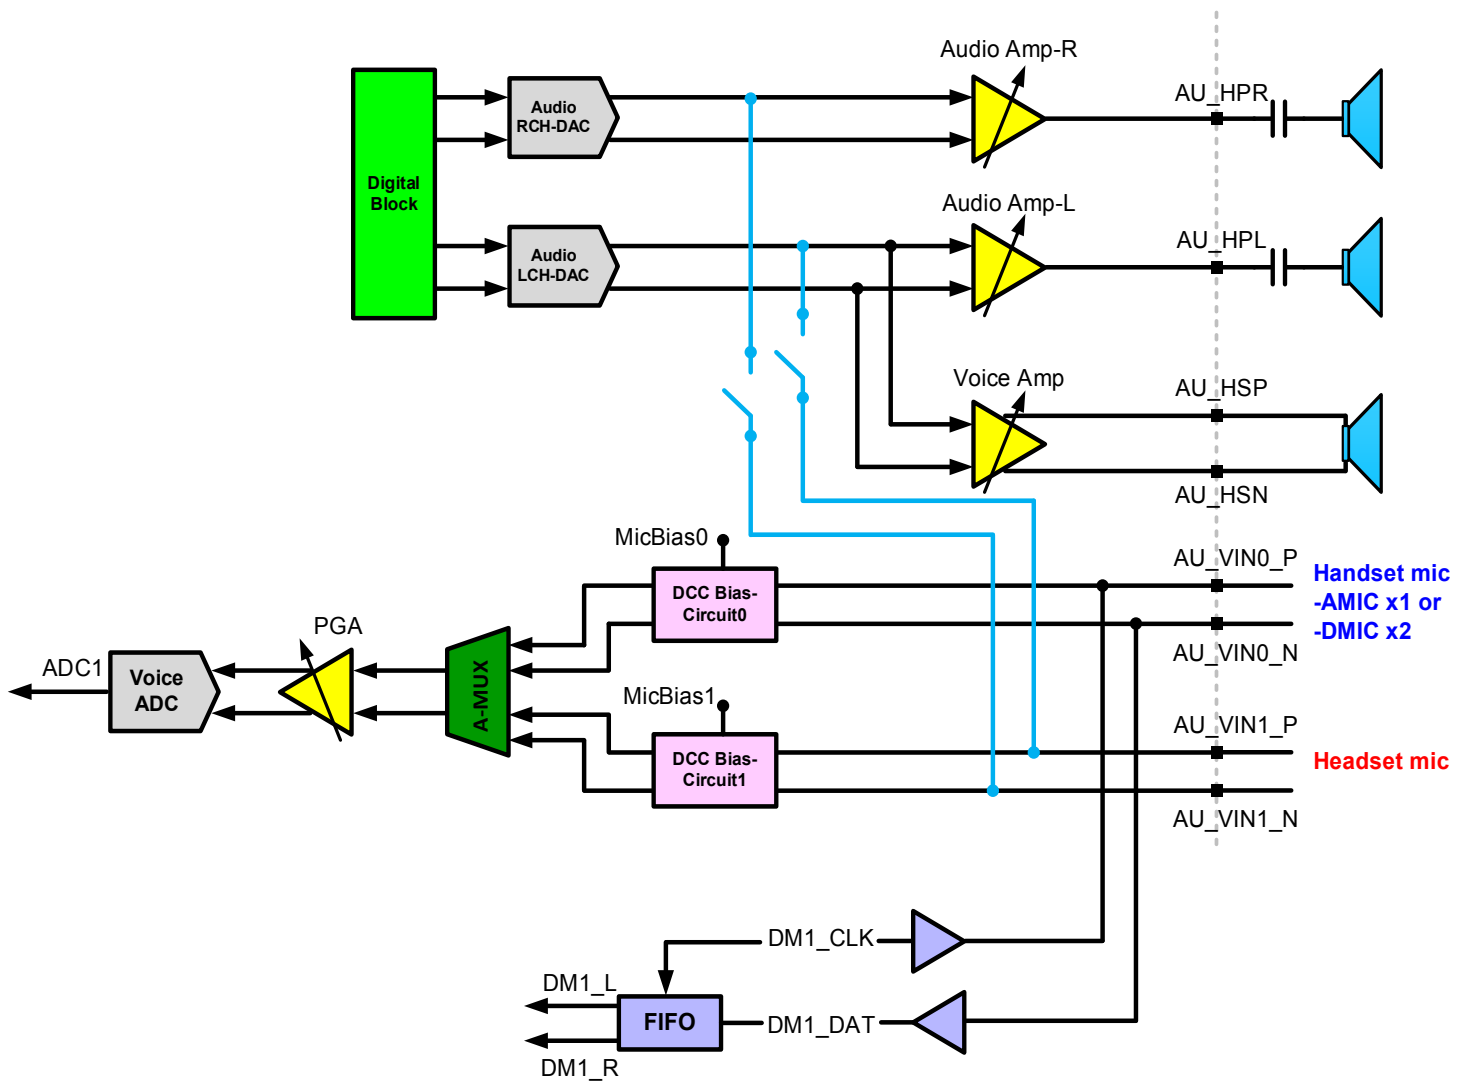 Audio Amp-R
AU_HPR
Audio
RCH-DAC
Digital
Block
Audio Amp-L
AU_HPL
Audio
LCH-DAC
Voice Amp
AU_HSP
AU_HSN
MicBias0
AU_VIN0_P
DCC Bias-
Circuit0
Handset mic
-AMIC x1 or
-DMIC x2
PGA
AU_VIN0_N
ADC1
Voice
ADC
A-MUX
MicBias1
AU_VIN1_P
DCC Bias-
Circuit1
Headset mic
AU_VIN1_N
DM1_CLK
DM1_L
FIFO
DM1_DAT
DM1_R